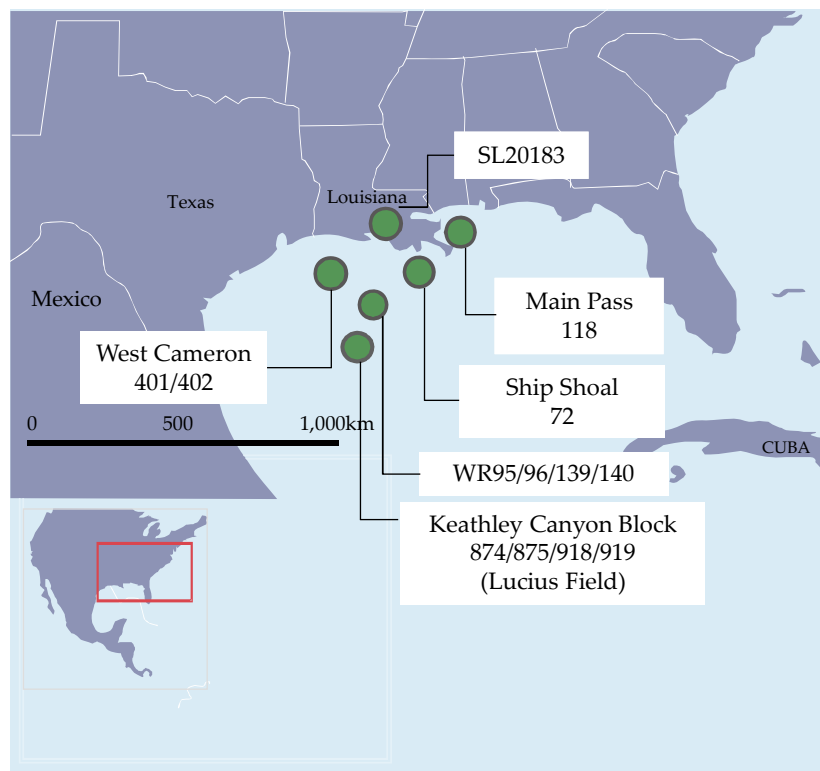 SL20183
Louisiana
Texas
Mexico
Main Pass
118
West Cameron
401/402
Ship Shoal
72
0 500 1,000km
CUBA
WR95/96/139/140
Keathley Canyon Block
874/875/918/919
(Lucius Field)